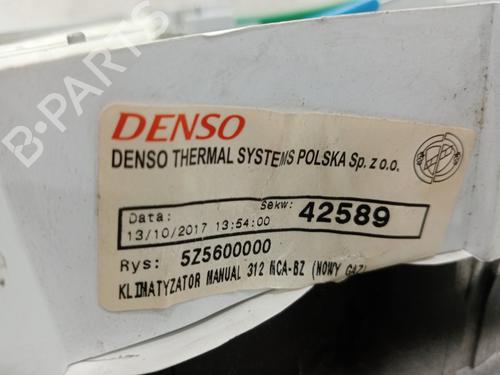 B-PARTS
DENSO
DENSO THERMAL SYSTEMS POLSKA Sp. z o.o.
Data: Sekw: 42589
13/10/2017 13:54:00
Rys: 5Z5600000
KLIMATYZATOR MANUAL 312 MCA-BZ (NOWY GAZ)